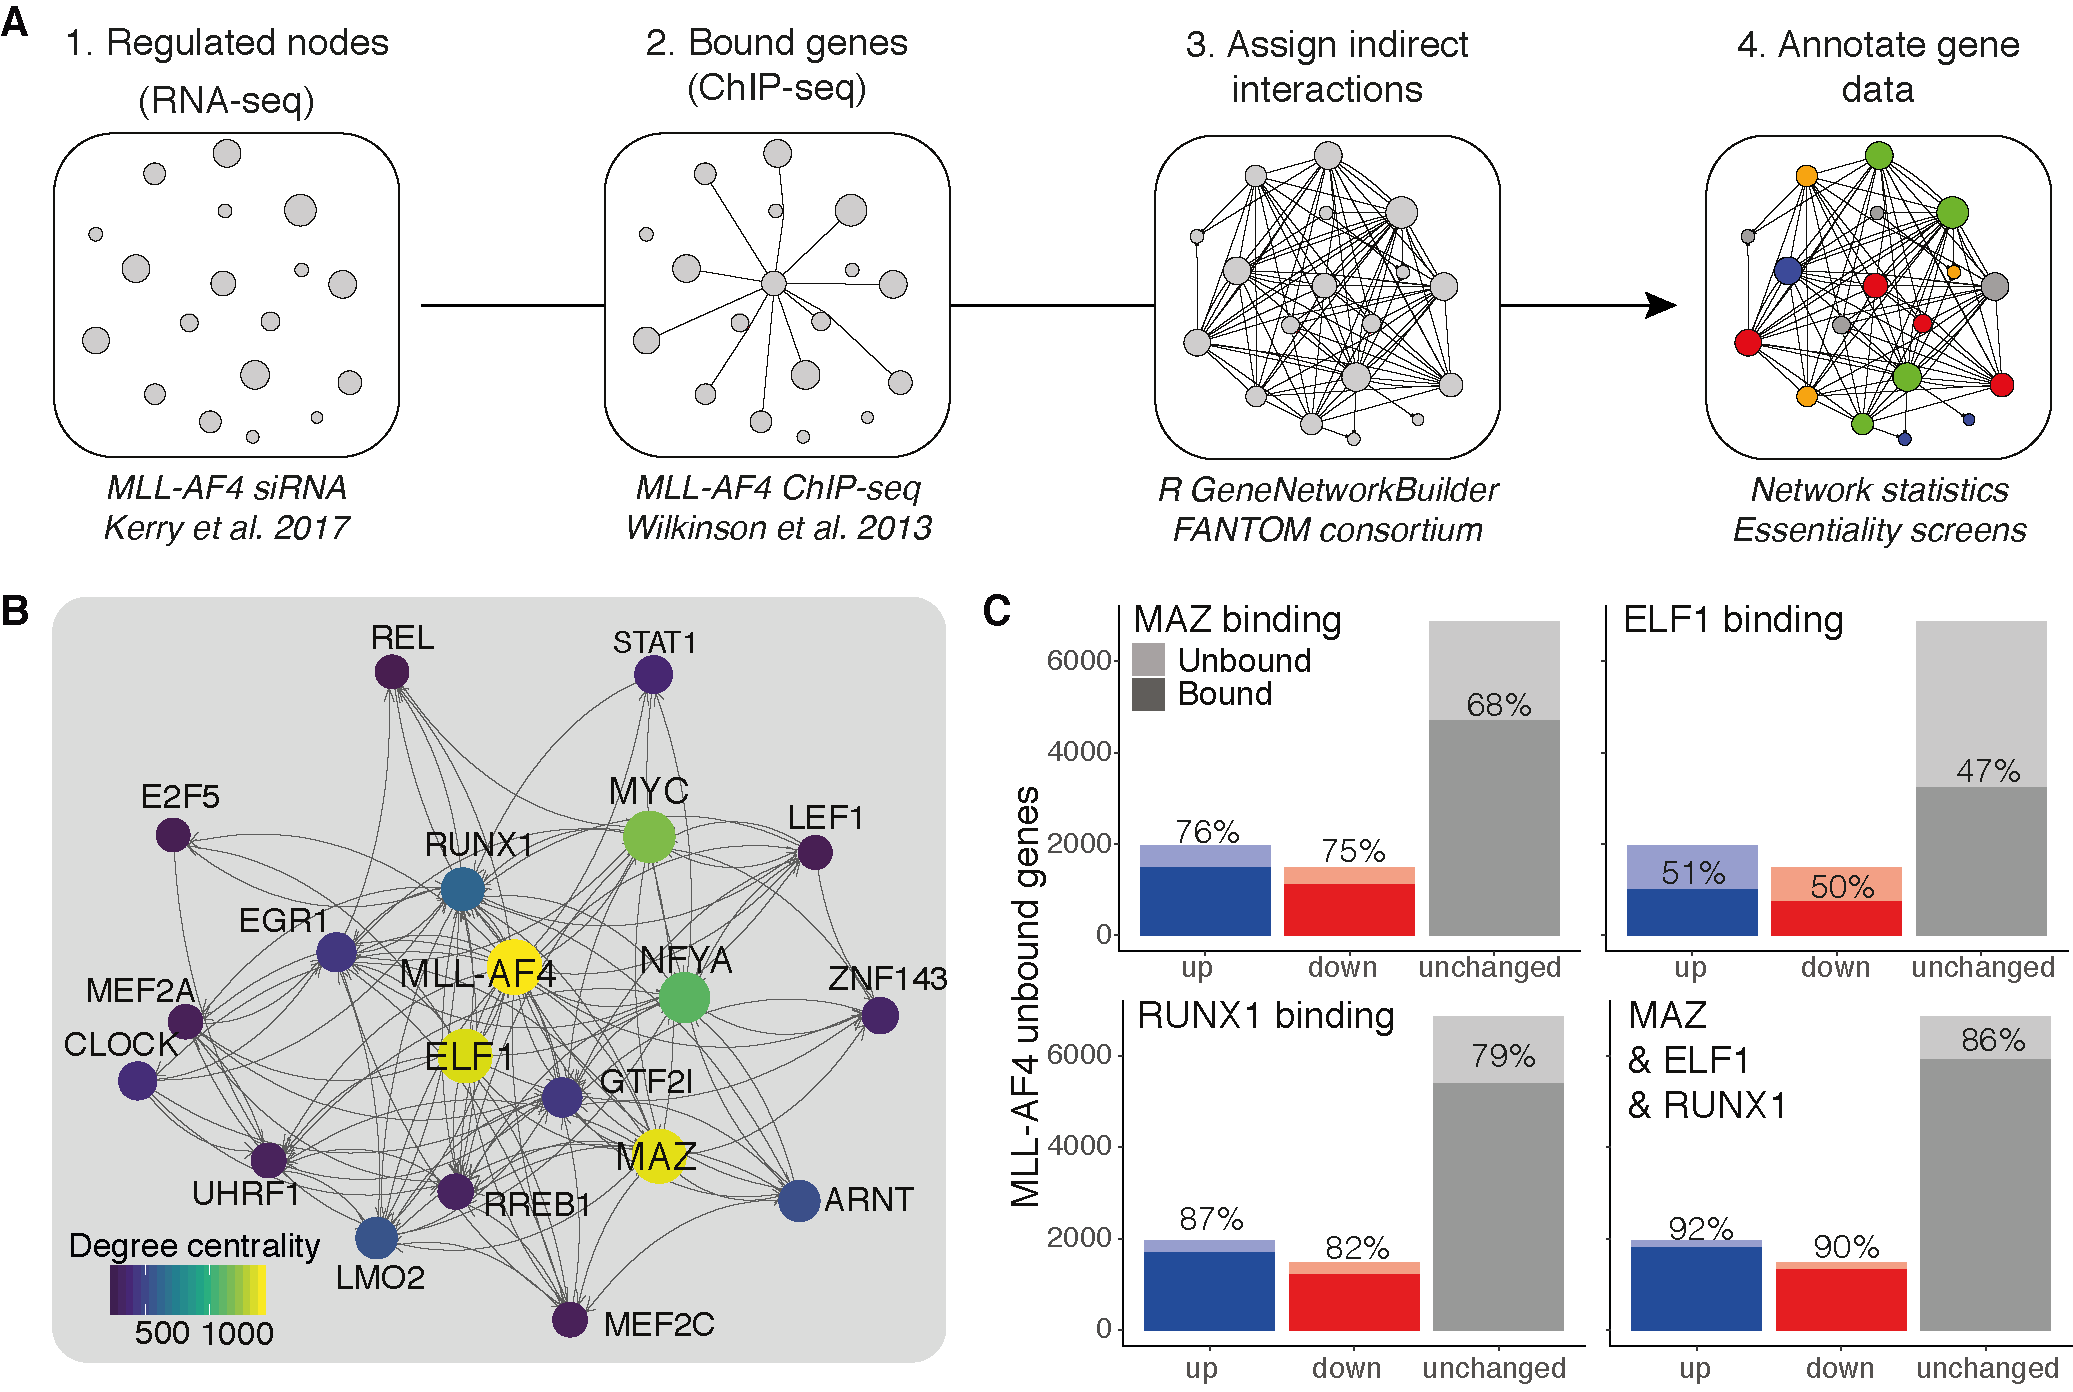 A
1. Regulated nodes
(RNA-seq)
2. Bound genes
(ChIP-seq)
3. Assign indirect
interactions
4. Annotate gene
data
MLL-AF4 siRNA
Kerry et al. 2017
MLL-AF4 ChIP-seq
Wilkinson et al. 2013
R GeneNetworkBuilder
FANTOM consortium
Network statistics
Essentiality screens
B
REL
STAT1
E2F5
MYC
LEF1
RUNX1
EGR1
MLL-AF4
NFYA
MEF2A
ZNF143
CLOCK
ELF1
GTF2I
MAZ
UHRF1
RREB1
ARNT
LMO2
MEF2C
Degree centrality
500 1000
C
MLL-AF4 unbound genes
MAZ binding
Unbound
Bound
6000
4000
2000
0
76%
75%
68%
up down unchanged
ELF1 binding
51%
50%
47%
up down unchanged
RUNX1 binding
6000
4000
2000
0
87%
82%
79%
up down unchanged
MAZ
& ELF1
& RUNX1
92%
90%
86%
up down unchanged